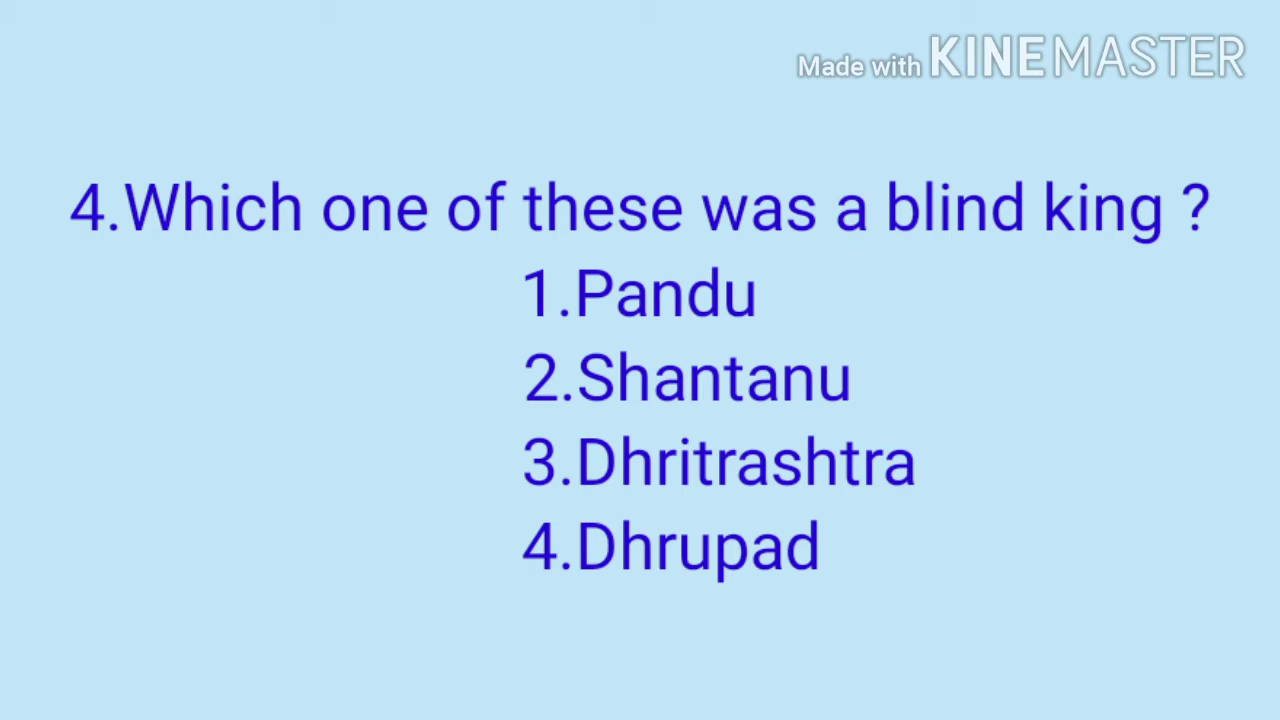 Made with KINEMASTER
4.Which one of these was a blind king ?
1.Pandu
2.Shantanu
3.Dhritrashtra
4.Dhrupad